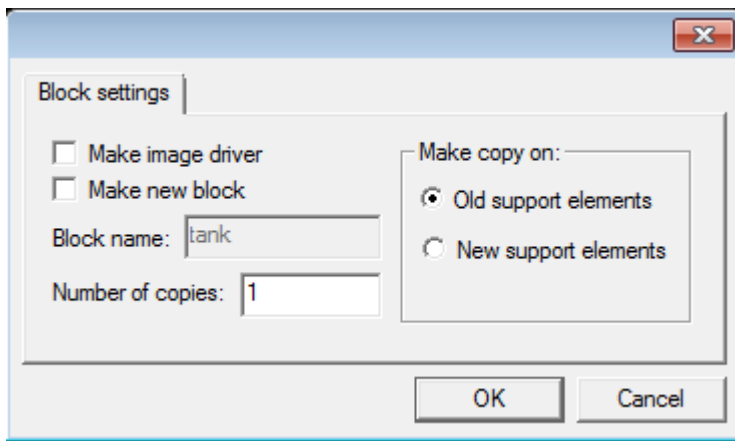 Block settings
Make image driver
Make new block
Block name: tank
Number of copies: 1
Make copy on:
Old support elements
New support elements
OK
Cancel